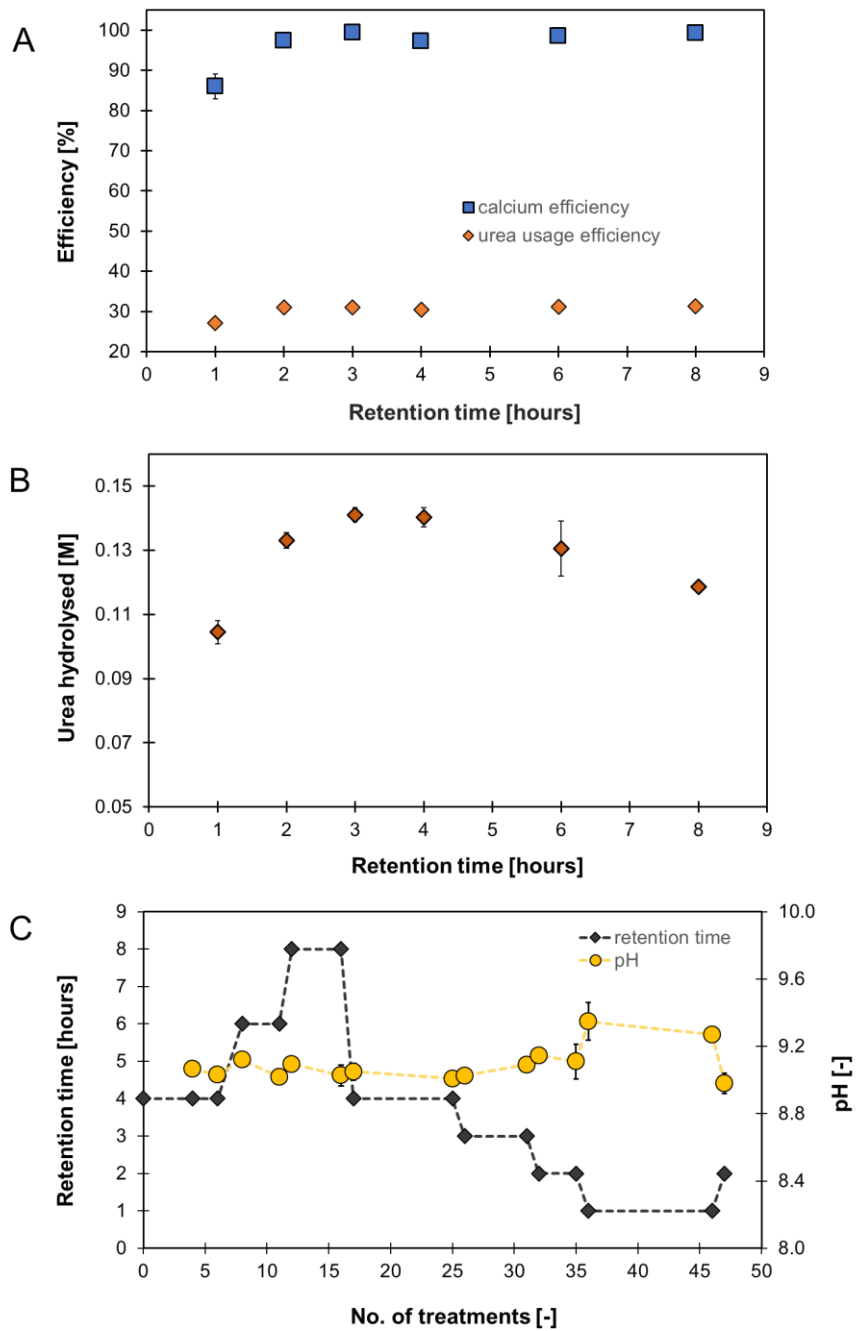 A
Efficiency [%]
100
90
80
70
60
50
40
30
20
calcium efficiency
urea usage efficiency
0 1 2 3 4 5 6 7 8 9
Retention time [hours]
B
Urea hydrolysed [M]
0.15
0.13
0.11
0.09
0.07
0.05
0 1 2 3 4 5 6 7 8 9
Retention time [hours]
C
Retention time [hours]
9
8
7
6
5
4
3
2
1
0
retention time
pH
10.0
9.6
9.2
8.8
8.4
8.0
pH [-]
0 5 10 15 20 25 30 35 40 45 50
No. of treatments [-]